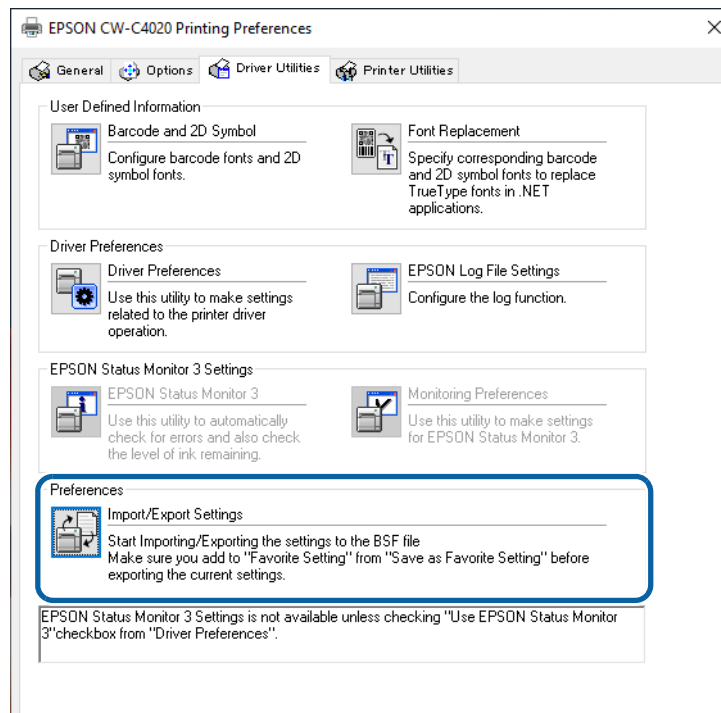 EPSON CW-C4020 Printing Preferences
General Options Driver Utilities Printer Utilities
User Defined Information
Barcode and 2D Symbol
Configure barcode fonts and 2D
symbol fonts.
Font Replacement
Specify corresponding barcode
and 2D symbol fonts to replace
TrueType fonts in .NET
applications.
Driver Preferences
Driver Preferences
Use this utility to make settings
related to the printer driver
operation.
EPSON Log File Settings
Configure the log function.
EPSON Status Monitor 3 Settings
EPSON Status Monitor 3
Use this utility to automatically
check for errors and also check
the level of ink remaining.
Monitoring Preferences
Use this utility to make settings
for EPSON Status Monitor 3.
Preferences
Import/Export Settings
Start Importing/Exporting the settings to the BSF file
Make sure you add to "Favorite Setting" from "Save as Favorite Setting" before
exporting the current settings.
EPSON Status Monitor 3 Settings is not available unless checking "Use EPSON Status Monitor
3"checkbox from "Driver Preferences".